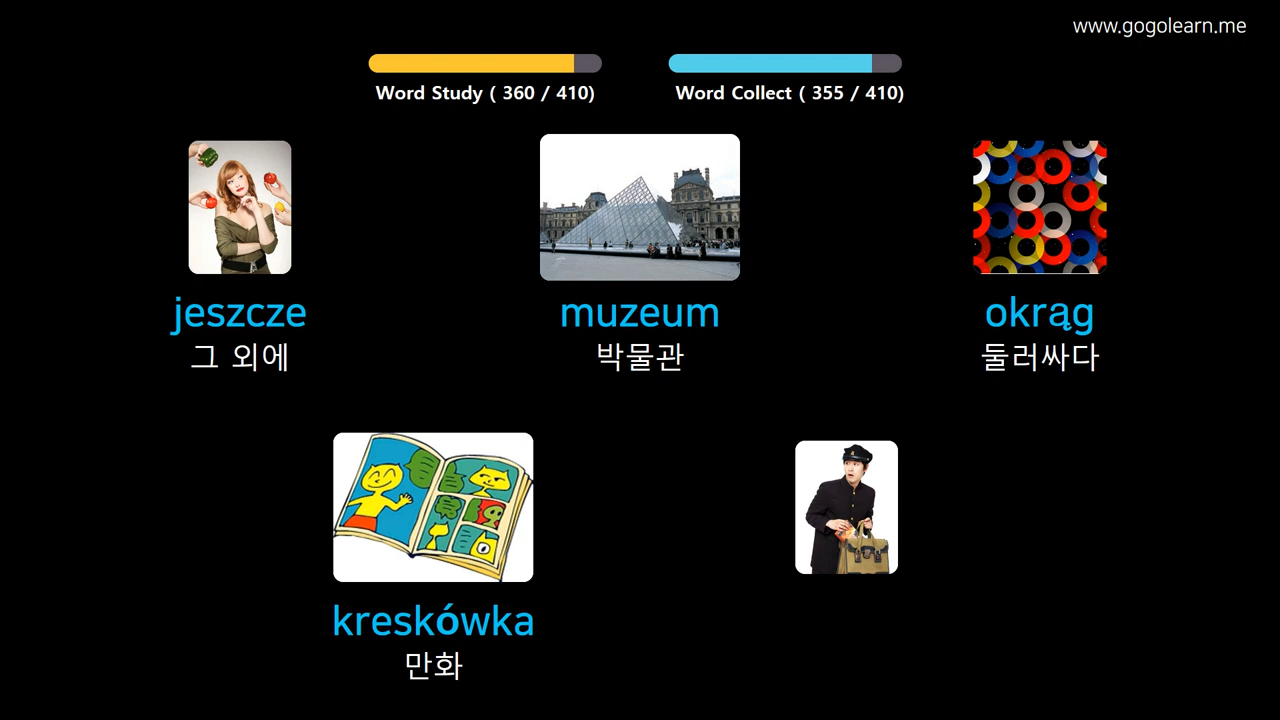 www.gogolearn.me
Word Study ( 360 / 410)
Word Collect ( 355 / 410)
jeszcze
그 외에
muzeum
박물관
okrąg
둘러싸다
kreskówka
만화